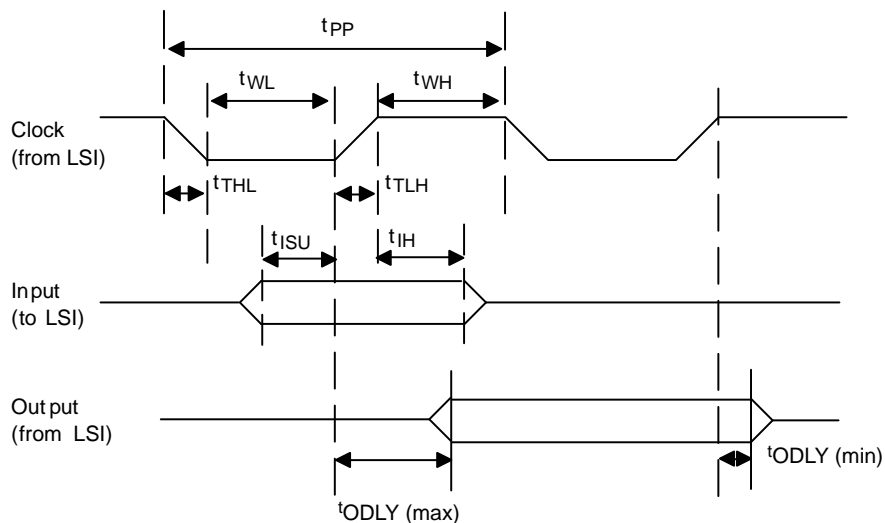 tPP
tWL
tWH
Clock
(from LSI)
tTHL
tTLH
tISU
tIH
Input
(to LSI)
Output
(from LSI)
tODLY (min)
tODLY (max)